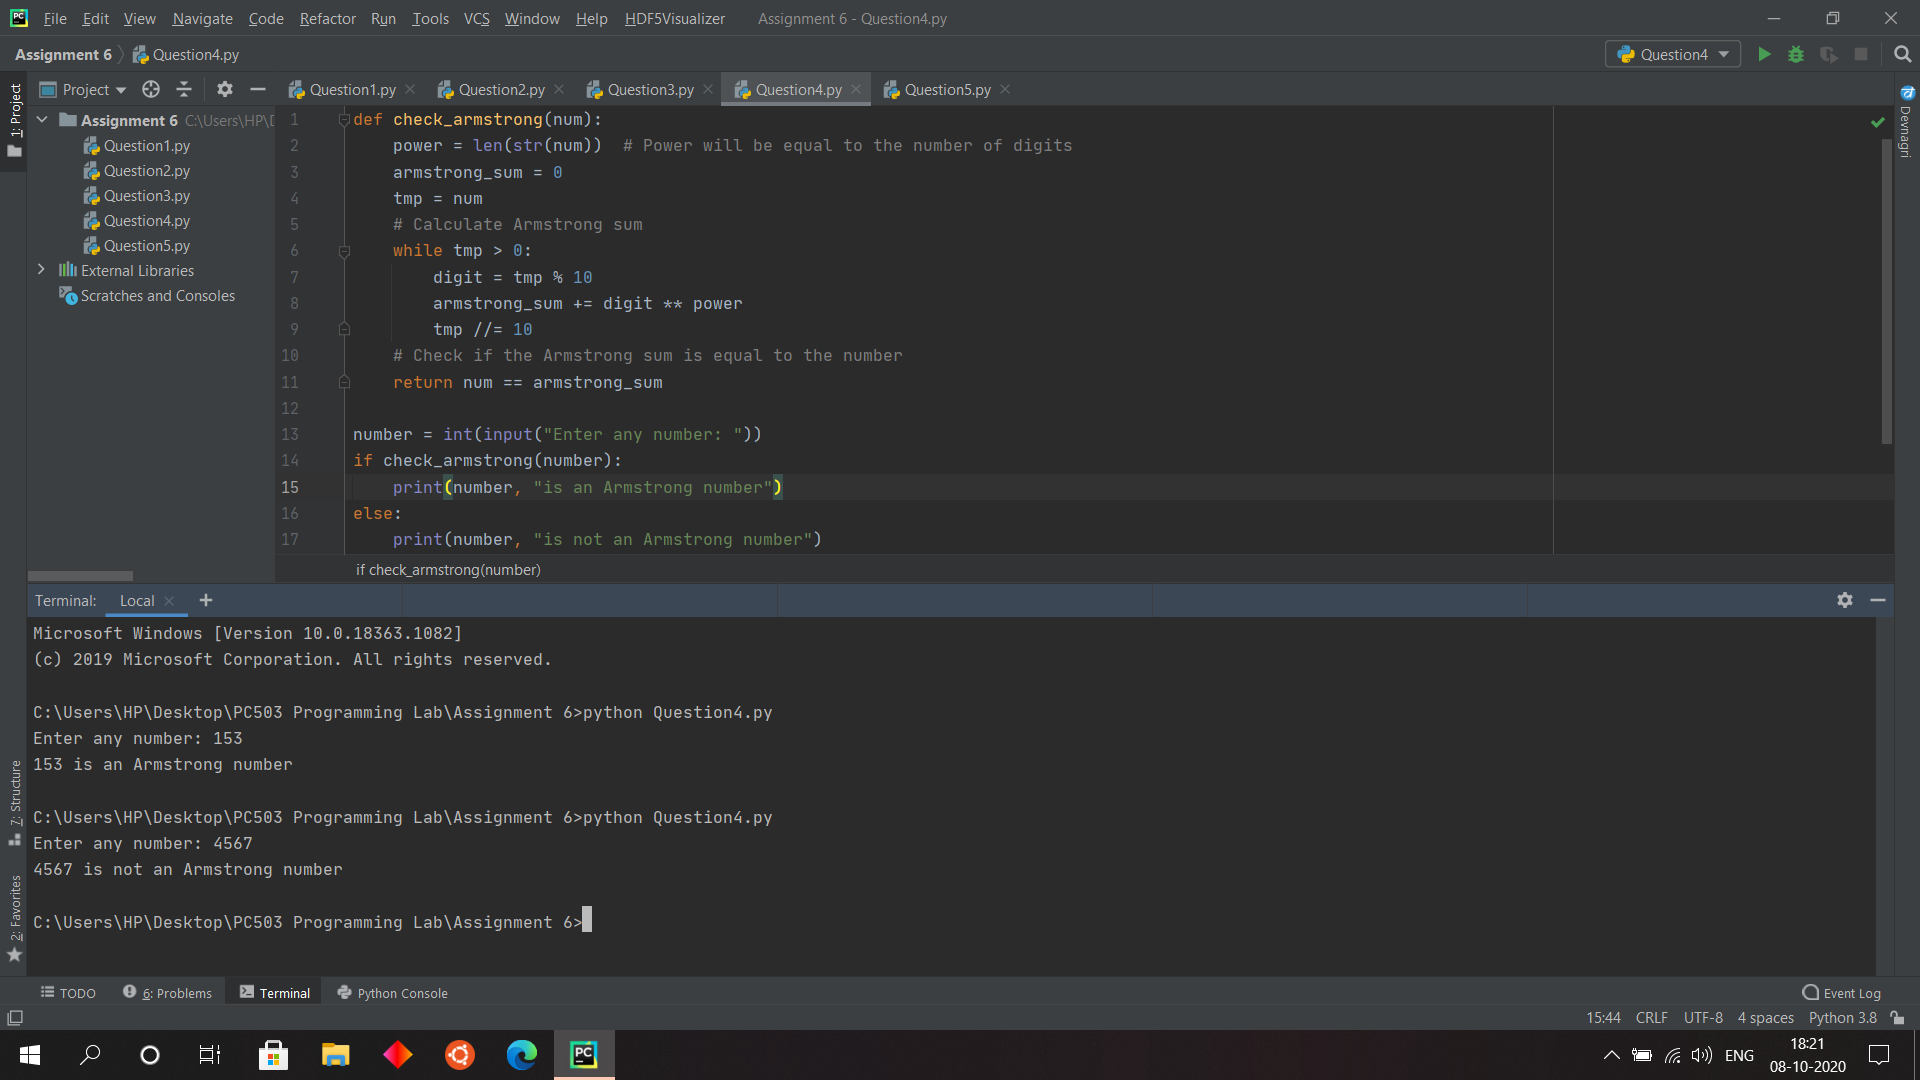 File Edit View Navigate Code Refactor Run Tools VCS Window Help HDF5Visualizer Assignment 6 - Question4.py
Assignment 6 Question4.py Question4
Project Question1.py Question2.py Question3.py Question4.py Question5.py
1: Project
Assignment 6 C:\Users\HP\D
Question1.py
Question2.py
Question3.py
Question4.py
Question5.py
External Libraries
Scratches and Consoles
1 def check_armstrong(num):
2     power = len(str(num))  # Power will be equal to the number of digits
3     armstrong_sum = 0
4     tmp = num
5     # Calculate Armstrong sum
6     while tmp > 0:
7         digit = tmp % 10
8         armstrong_sum += digit ** power
9         tmp //= 10
10     # Check if the Armstrong sum is equal to the number
11     return num == armstrong_sum
12
13 number = int(input("Enter any number: "))
14 if check_armstrong(number):
15     print(number, "is an Armstrong number")
16 else:
17     print(number, "is not an Armstrong number")
if check_armstrong(number)
Devnagri
Terminal: Local
Microsoft Windows [Version 10.0.18363.1082]
(c) 2019 Microsoft Corporation. All rights reserved.
C:\Users\HP\Desktop\PC503 Programming Lab\Assignment 6>python Question4.py
Enter any number: 153
153 is an Armstrong number
C:\Users\HP\Desktop\PC503 Programming Lab\Assignment 6>python Question4.py
Enter any number: 4567
4567 is not an Armstrong number
C:\Users\HP\Desktop\PC503 Programming Lab\Assignment 6>
7: Structure
2: Favorites
TODO 6: Problems Terminal Python Console Event Log
15:44 CRLF UTF-8 4 spaces Python 3.8
PC ENG 18:21
08-10-2020